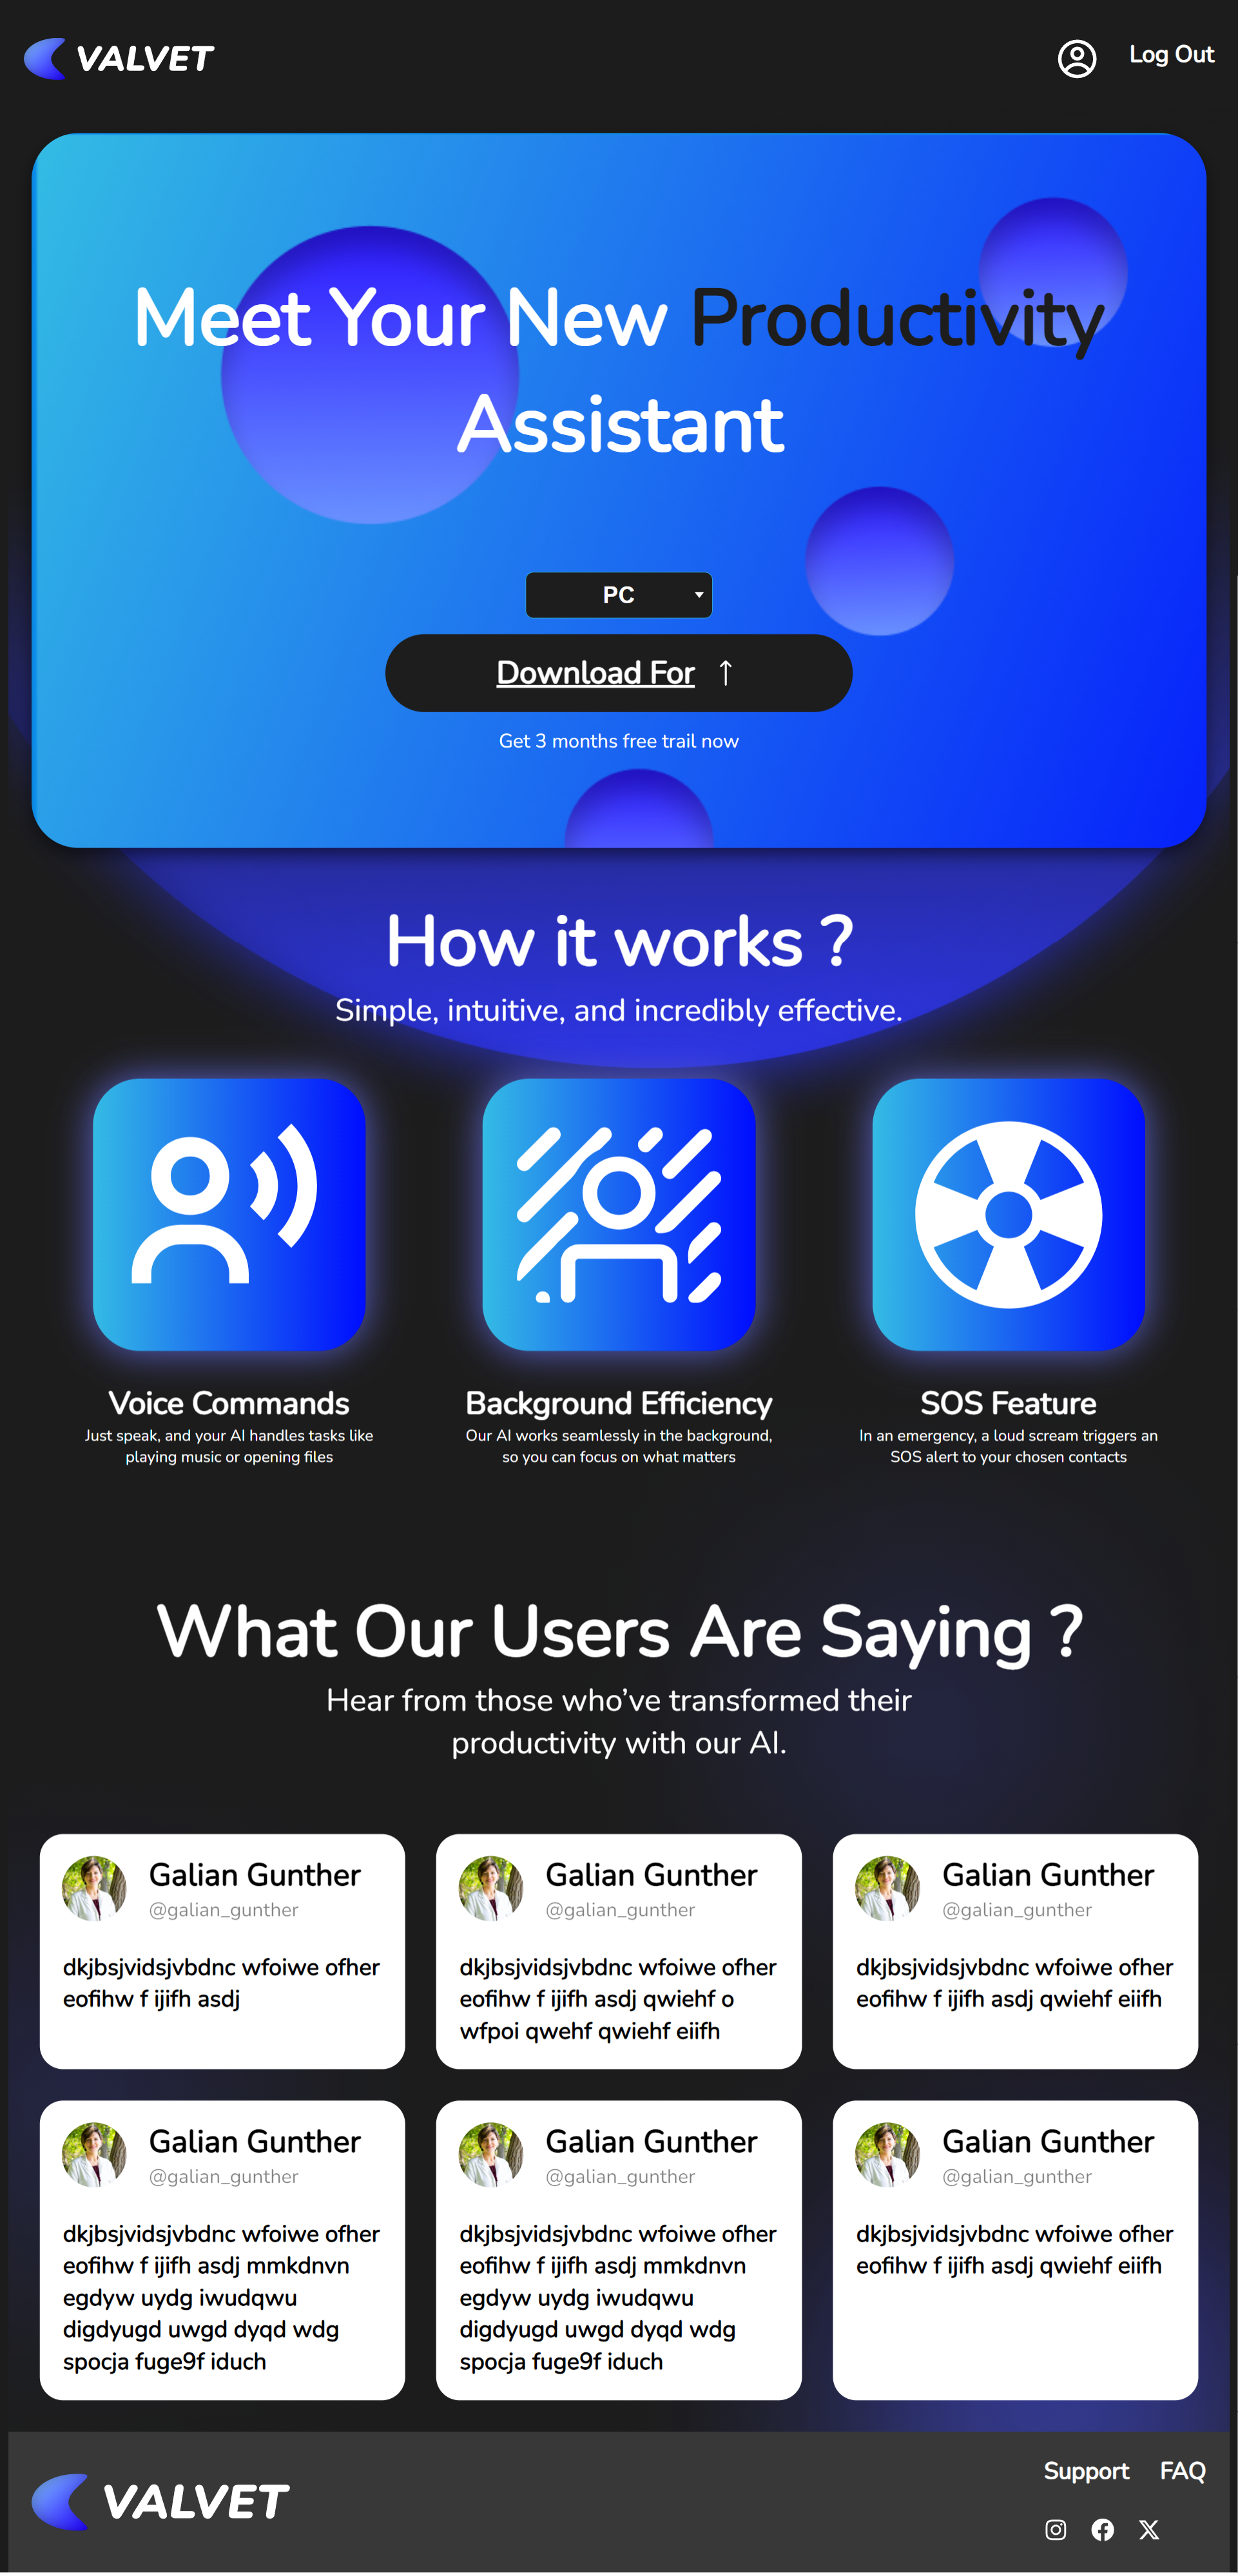 VALVET
Log Out
Meet Your New Productivity
Assistant
PC
Download For ↑
Get 3 months free trail now
How it works ?
Simple, intuitive, and incredibly effective.
Voice Commands
Just speak, and your AI handles tasks like
playing music or opening files
Background Efficiency
Our AI works seamlessly in the background,
so you can focus on what matters
SOS Feature
In an emergency, a loud scream triggers an
SOS alert to your chosen contacts
What Our Users Are Saying ?
Hear from those who’ve transformed their
productivity with our AI.
Galian Gunther
@galian_gunther
dkjbsjvidsjvbdnc wfoiwe ofher
eofihw f ijifh asdj
Galian Gunther
@galian_gunther
dkjbsjvidsjvbdnc wfoiwe ofher
eofihw f ijifh asdj qwiehf o
wfpoi qwehf qwiehf eiifh
Galian Gunther
@galian_gunther
dkjbsjvidsjvbdnc wfoiwe ofher
eofihw f ijifh asdj qwiehf eiifh
Galian Gunther
@galian_gunther
dkjbsjvidsjvbdnc wfoiwe ofher
eofihw f ijifh asdj mmkdnvn
egdyw uydg iwudqwu
digdyugd uwgd dyqd wdg
spocja fuge9f iduch
Galian Gunther
@galian_gunther
dkjbsjvidsjvbdnc wfoiwe ofher
eofihw f ijifh asdj mmkdnvn
egdyw uydg iwudqwu
digdyugd uwgd dyqd wdg
spocja fuge9f iduch
Galian Gunther
@galian_gunther
dkjbsjvidsjvbdnc wfoiwe ofher
eofihw f ijifh asdj qwiehf eiifh
VALVET
Support FAQ